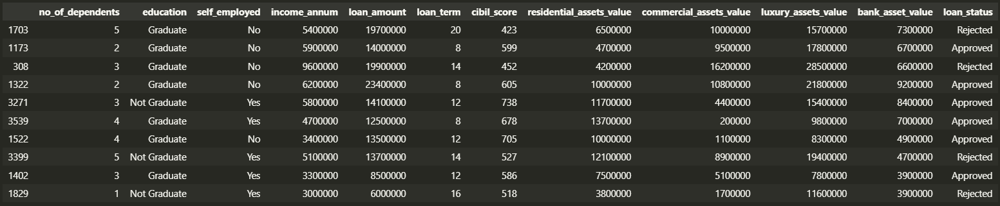 no_of_dependents education self_employed income_annum loan_amount loan_term cibil_score residential_assets_value commercial_assets_value luxury_assets_value bank_asset_value loan_status
1703 5 Graduate No 5400000 19700000 20 423 6500000 10000000 15700000 7300000 Rejected
1173 2 Graduate No 5900000 14000000 8 599 4700000 9500000 17800000 6700000 Approved
308 3 Graduate No 9600000 19900000 14 452 4200000 16200000 28500000 6600000 Rejected
1322 2 Graduate No 6200000 23400000 8 605 10000000 10800000 21800000 9200000 Approved
3271 3 Not Graduate Yes 5800000 14100000 12 738 11700000 4400000 15400000 8400000 Approved
3539 4 Graduate Yes 4700000 12500000 8 678 13700000 200000 9800000 7000000 Approved
1522 4 Graduate No 3400000 13500000 12 705 10000000 1100000 8300000 4900000 Approved
3399 5 Not Graduate Yes 5100000 13700000 14 527 12100000 8900000 19400000 4700000 Rejected
1402 3 Graduate Yes 3300000 8500000 12 586 7500000 5100000 7800000 3900000 Approved
1829 1 Not Graduate Yes 3000000 6000000 16 518 3800000 1700000 11600000 3900000 Rejected